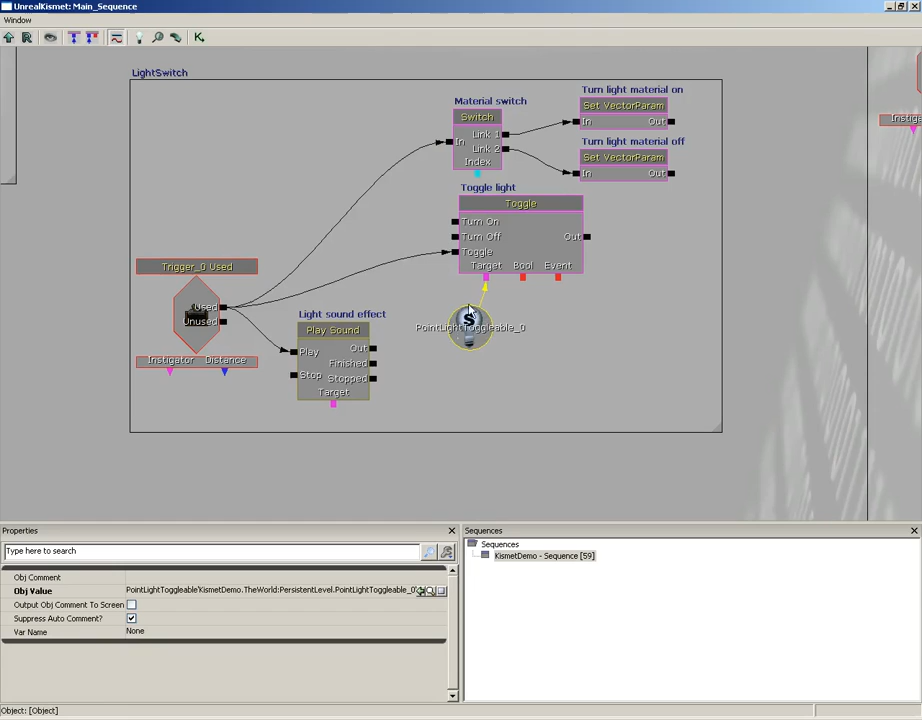 UnrealKismet: Main_Sequence
Window
LightSwitch
Turn light material on
Material switch
Set VectorParam
Switch
In
Out
Link 1
In
Link 2
Turn light material off
Index
Set VectorParam
In
Out
Toggle light
Toggle
Turn On
Turn Off
Out
Toggle
Target
Bool
Event
Trigger_0 Used
Used
Unused
Instigator
Distance
Light sound effect
Play Sound
Play
Out
Finished
Stop
Stopped
Target
S
PointLightToggleable_0
Instig
Properties
Type here to search
Obj Comment
Obj Value
PointLightToggleable'KismetDemo.TheWorld:PersistentLevel.PointLightToggleable_0'
Output Obj Comment To Screen
Suppress Auto Comment?
Var Name
None
Sequences
Sequences
KismetDemo - Sequence [59]
Object: [Object]